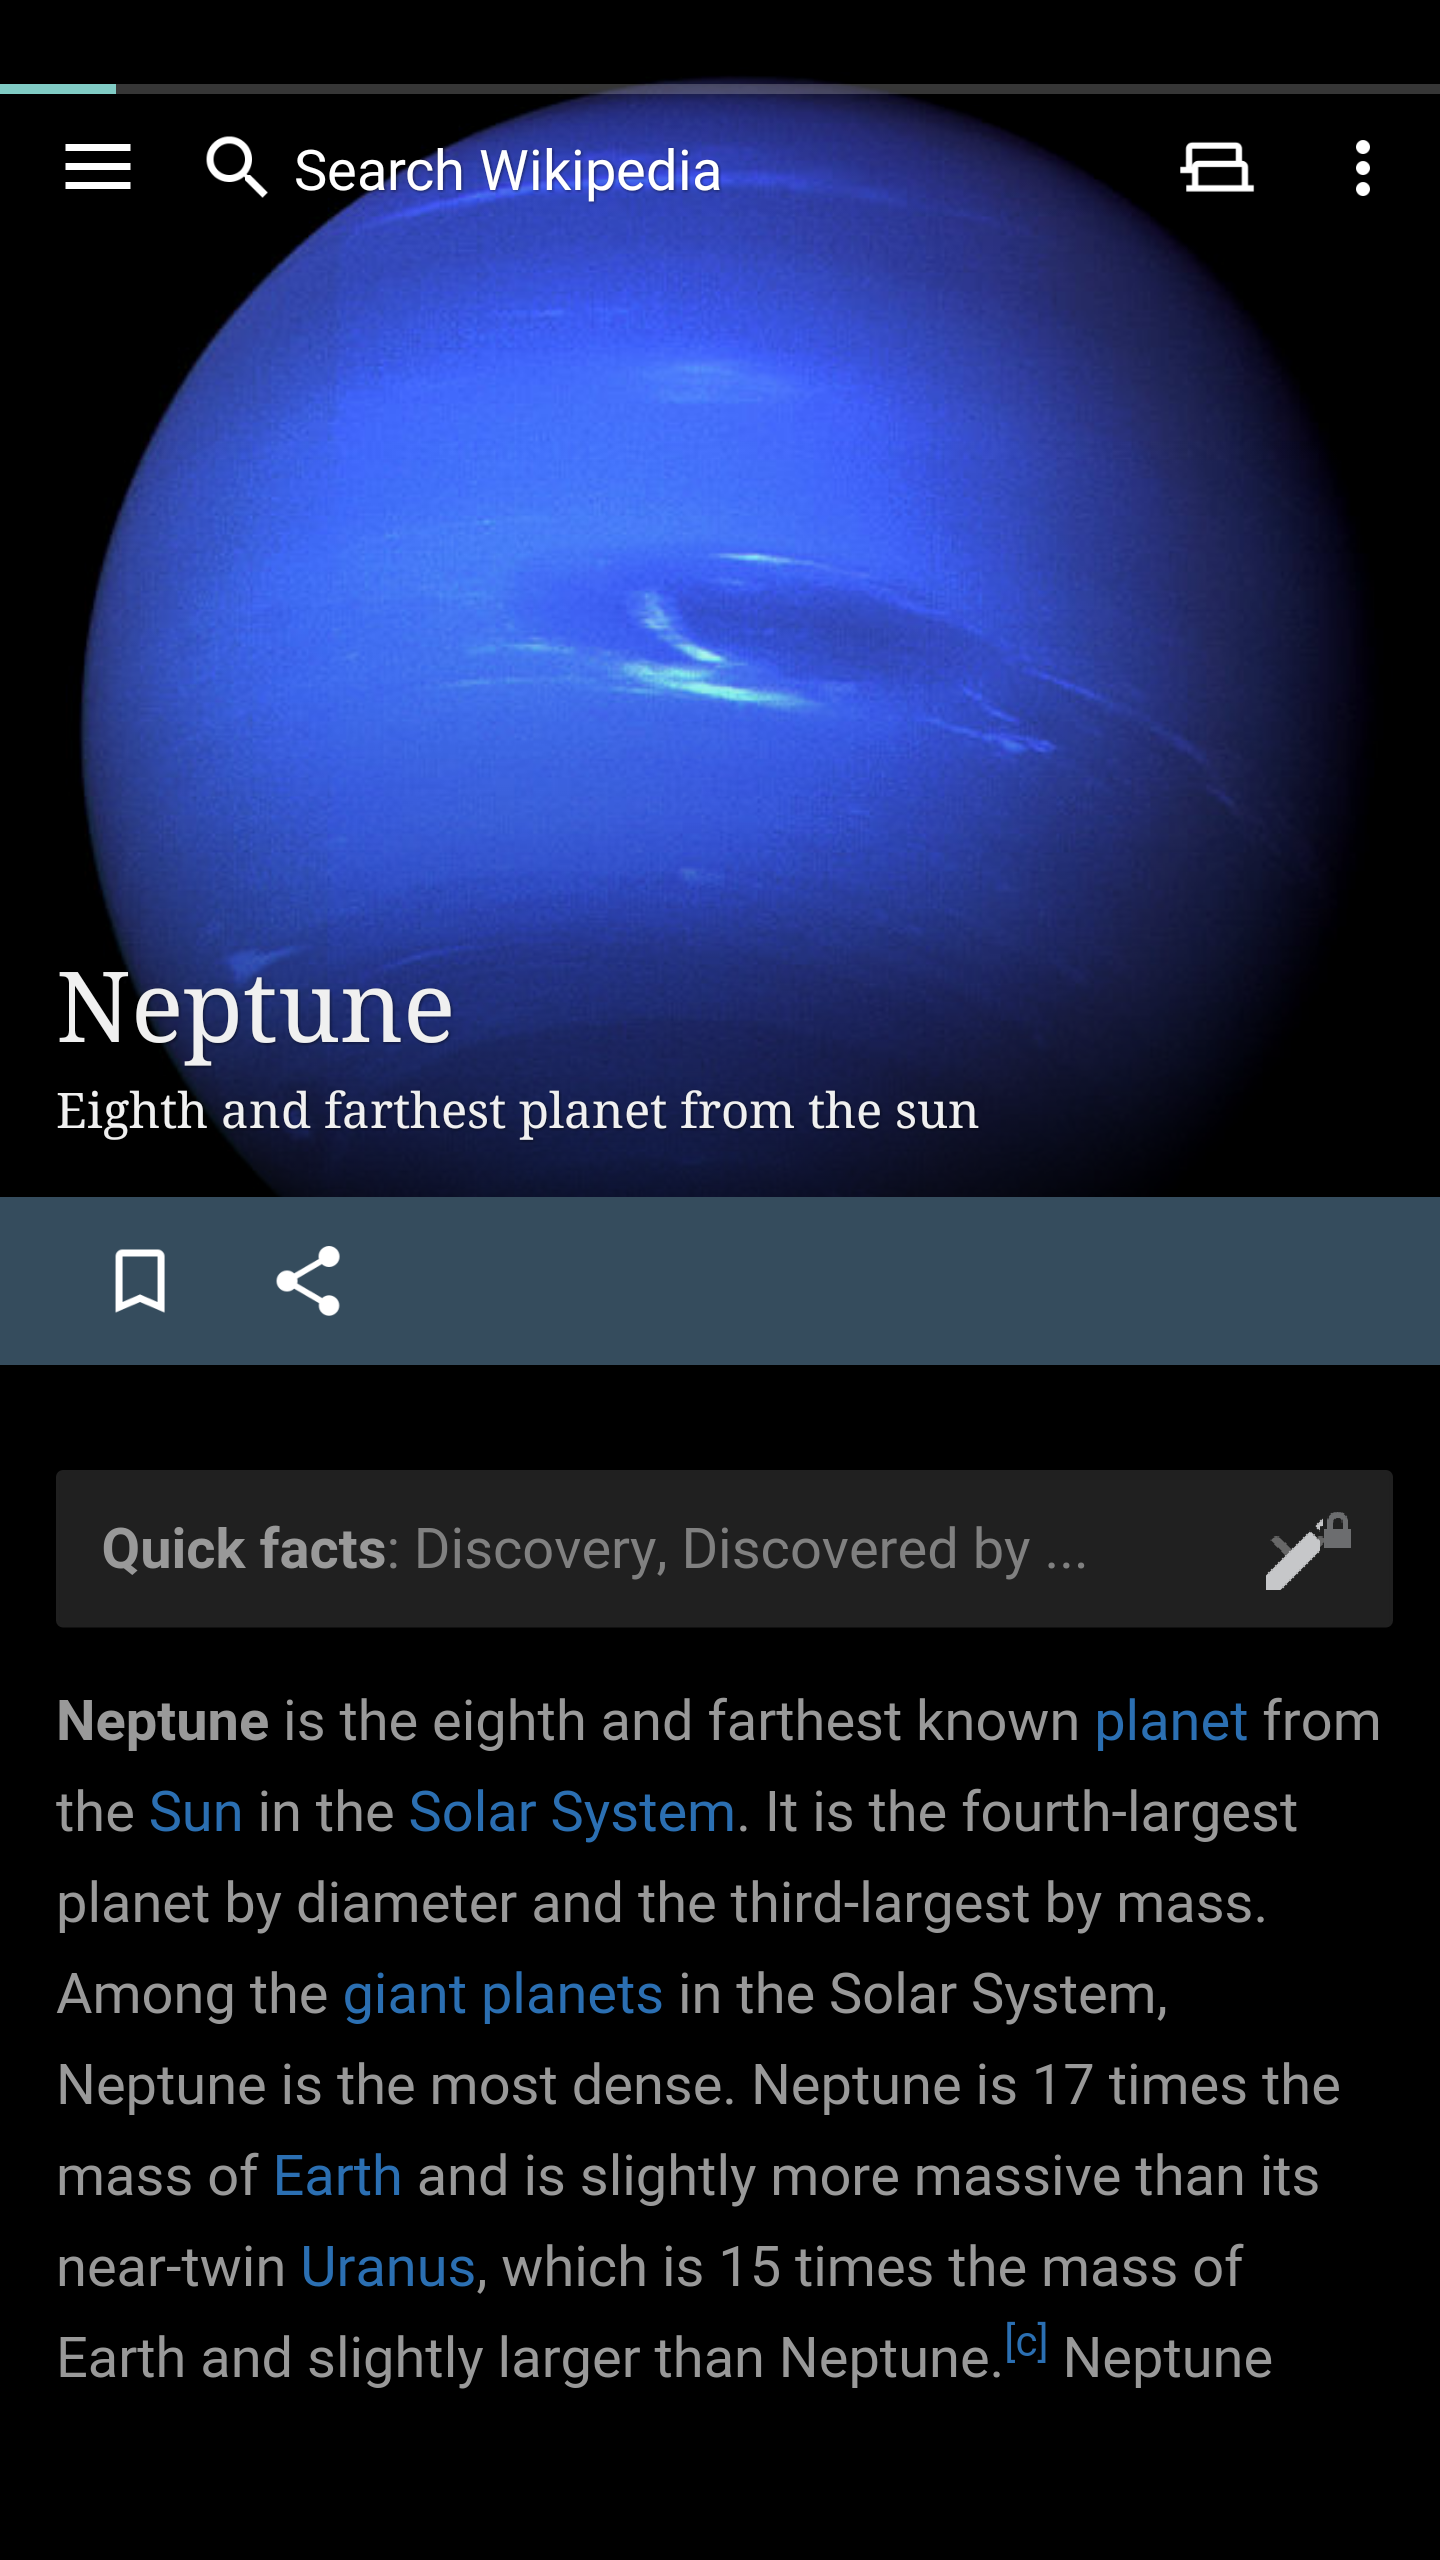 Search Wikipedia
Neptune
Eighth and farthest planet from the sun
Quick facts: Discovery, Discovered by ...
Neptune is the eighth and farthest known planet from
the Sun in the Solar System. It is the fourth-largest
planet by diameter and the third-largest by mass.
Among the giant planets in the Solar System,
Neptune is the most dense. Neptune is 17 times the
mass of Earth and is slightly more massive than its
near-twin Uranus, which is 15 times the mass of
Earth and slightly larger than Neptune.[c] Neptune